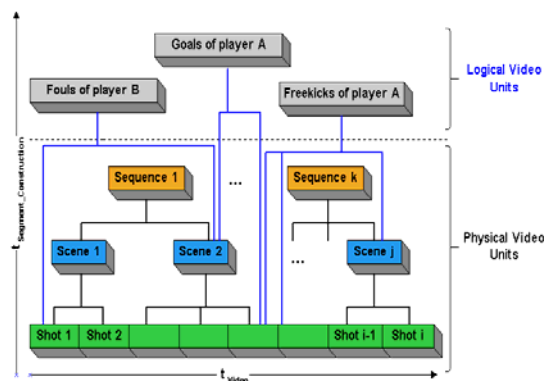 Goals of player A
Logical Video
Units
Fouls of player B
Freekicks of player A
t Segment_Construction
Sequence 1
...
Sequence k
Physical Video
Units
Scene 1
Scene 2
...
Scene j
Shot 1
Shot 2
Shot i-1
Shot i
t Video